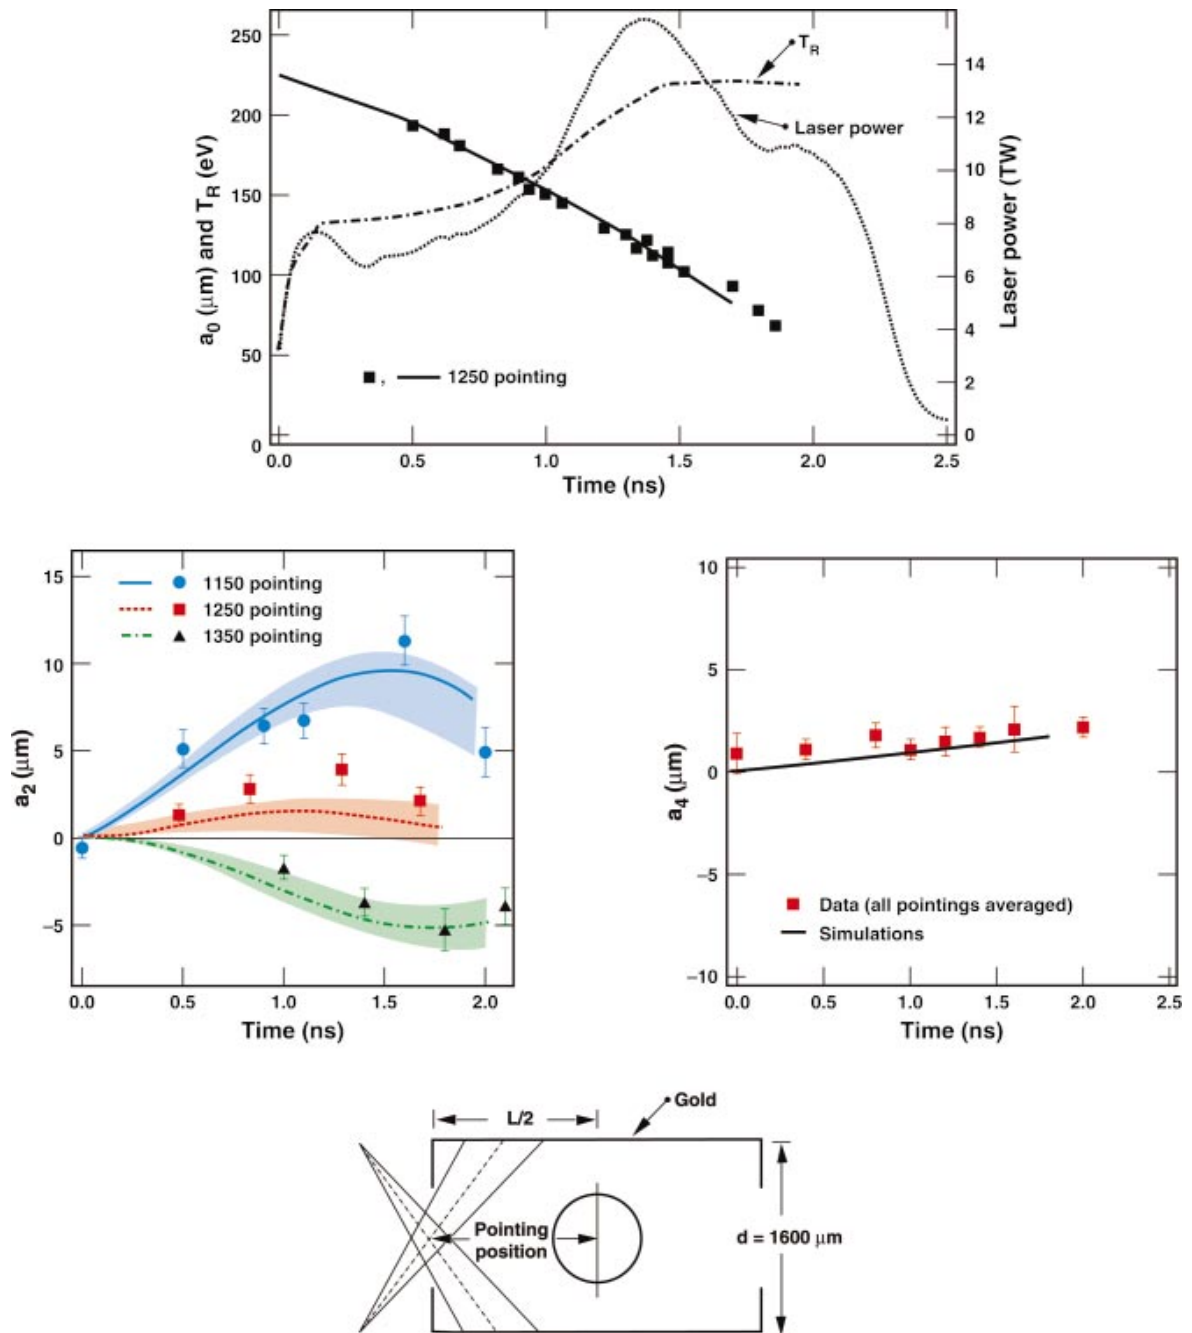 250
200
150
100
50
0
a0 (μm) and TR (eV)
TR
Laser power
14
12
10
8
6
4
2
0
Laser power (TW)
■, — 1250 pointing
0.0 0.5 1.0 1.5 2.0 2.5
Time (ns)
15
10
5
0
−5
a2 (μm)
1150 pointing
1250 pointing
1350 pointing
0.0 0.5 1.0 1.5 2.0
Time (ns)
10
5
0
−5
−10
a4 (μm)
Data (all pointings averaged)
Simulations
0.0 0.5 1.0 1.5 2.0 2.5
Time (ns)
L/2
Gold
Pointing
position
d = 1600 μm